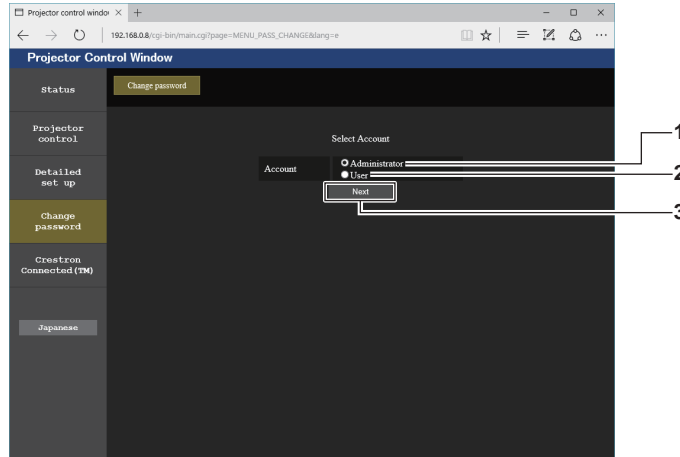 Projector control windo
192.168.0.8/cgi-bin/main.cgi?page=MENU_PASS_CHANGE&lang=e
Projector Control Window
Status
Change password
Projector
control
Detailed
set up
Change
password
Crestron
Connected(TM)
Japanese
Select Account
Account
Administrator
User
Next
1
2
3